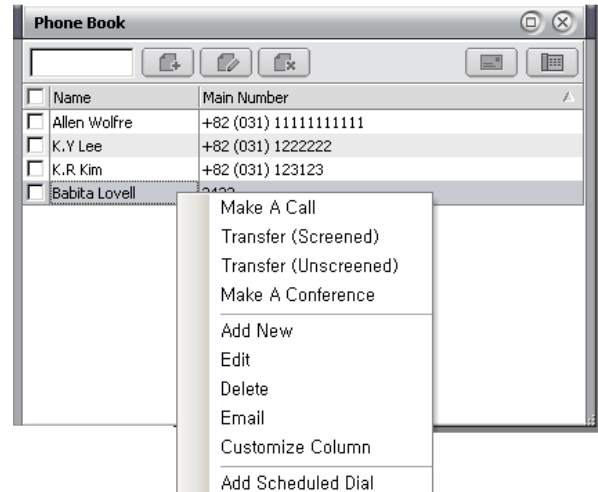 Phone Book
Name Main Number
Allen Wolfre +82 (031) 11111111111
K.Y Lee +82 (031) 1222222
K.R Kim +82 (031) 123123
Babita Lovell
Make A Call
Transfer (Screened)
Transfer (Unscreened)
Make A Conference
Add New
Edit
Delete
Email
Customize Column
Add Scheduled Dial